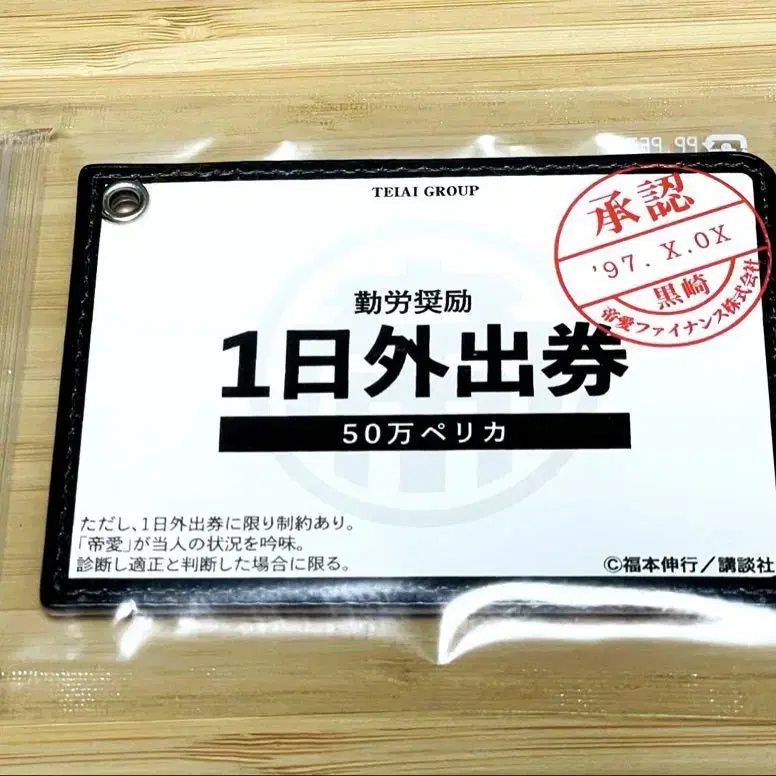 TEIAI GROUP
承認
'97. X.0X
黒崎
帝愛ファイナンス株式会社
勤労奨励
1日外出券
50万ペリカ
ただし、1日外出券に限り制約あり。
「帝愛」が当人の状況を吟味。
診断し適正と判断した場合に限る。
©福本伸行／講談社